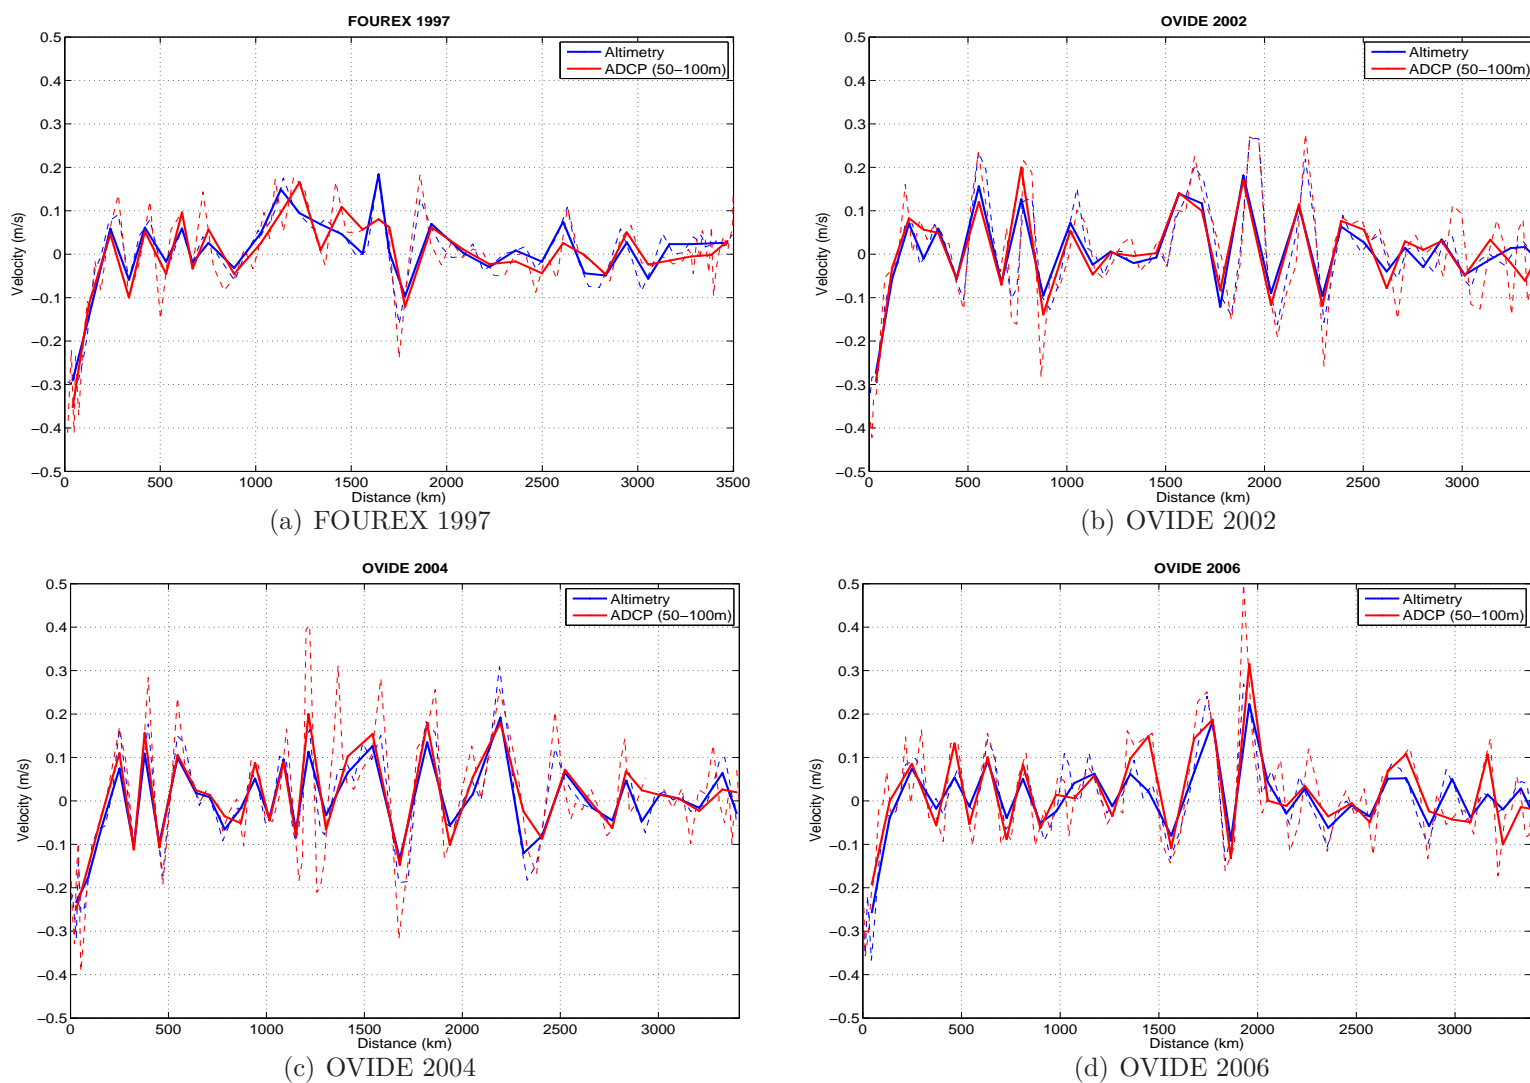 FOUREX 1997
Altimetry
ADCP (50−100m)
Velocity (m/s)
0.5
0.4
0.3
0.2
0.1
0
−0.1
−0.2
−0.3
−0.4
−0.5
0 500 1000 1500 2000 2500 3000 3500
Distance (km)
(a) FOUREX 1997
OVIDE 2002
Altimetry
ADCP (50−100m)
Velocity (m/s)
0.5
0.4
0.3
0.2
0.1
0
−0.1
−0.2
−0.3
−0.4
−0.5
0 500 1000 1500 2000 2500 3000
Distance (km)
(b) OVIDE 2002
OVIDE 2004
Altimetry
ADCP (50−100m)
Velocity (m/s)
0.5
0.4
0.3
0.2
0.1
0
−0.1
−0.2
−0.3
−0.4
−0.5
0 500 1000 1500 2000 2500 3000
Distance (km)
(c) OVIDE 2004
OVIDE 2006
Altimetry
ADCP (50−100m)
Velocity (m/s)
0.5
0.4
0.3
0.2
0.1
0
−0.1
−0.2
−0.3
−0.4
−0.5
0 500 1000 1500 2000 2500 3000
Distance (km)
(d) OVIDE 2006